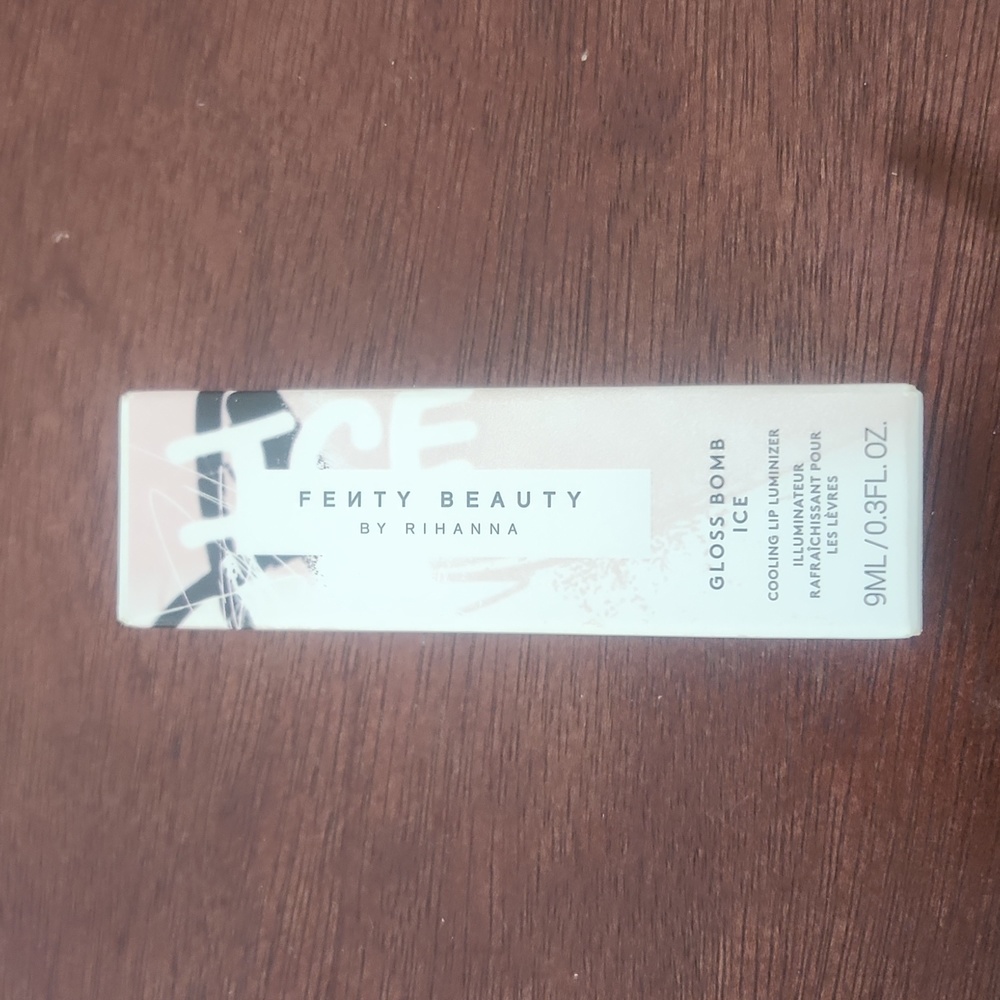 ICE
FEИTY BEAUTY
BY RIHANNA
GLOSS BOMB
ICE
COOLING LIP LUMINIZER
ILLUMINATEUR
RAFRAÎCHISSANT POUR
LES LÈVRES
9ML/0.3FL. OZ.